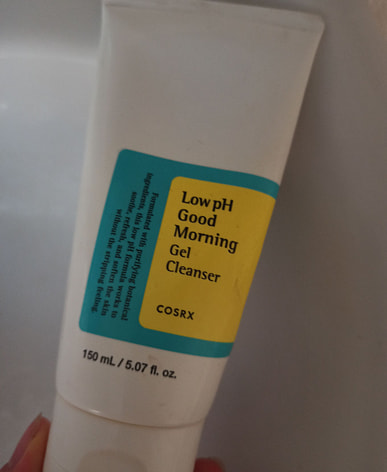 Low pH
Good
Morning
Gel
Cleanser
COSRX
Formulated with purifying botanical
ingredients, this low pH formula works to
soothe, refresh, and soften the skin
without the stripping feeling.
150 mL / 5.07 fl. oz.